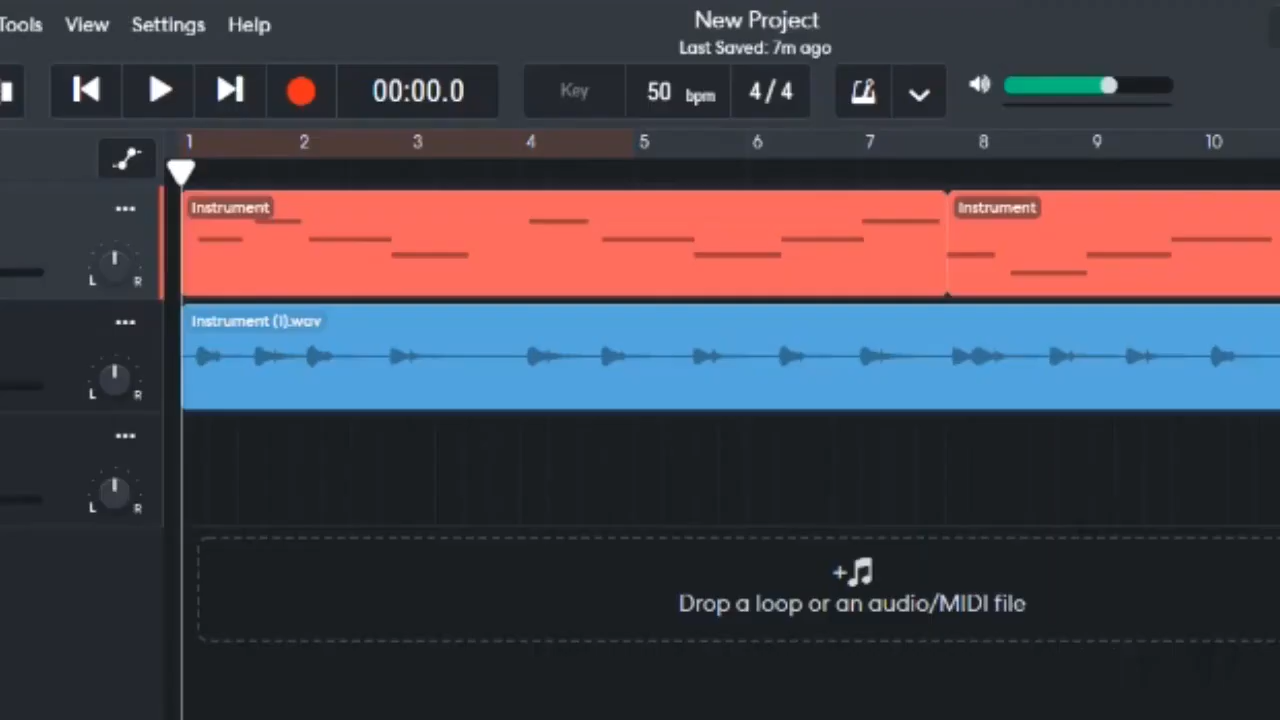 Tools View Settings Help
New Project
Last Saved: 7m ago
00:00.0 Key 50 bpm 4/4
1 2 3 4 5 6 7 8 9 10
Instrument Instrument
L R
Instrument (1).wav
L R
L R
Drop a loop or an audio/MIDI file